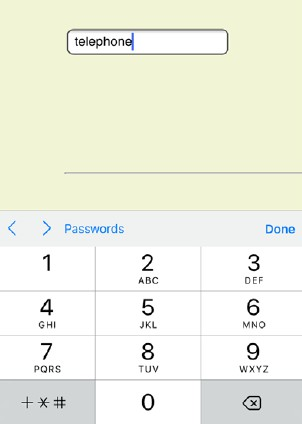 telephone
Passwords Done
1 2 3
ABC DEF
4 5 6
GHI JKL MNO
7 8 9
PQRS TUV WXYZ
+*# 0